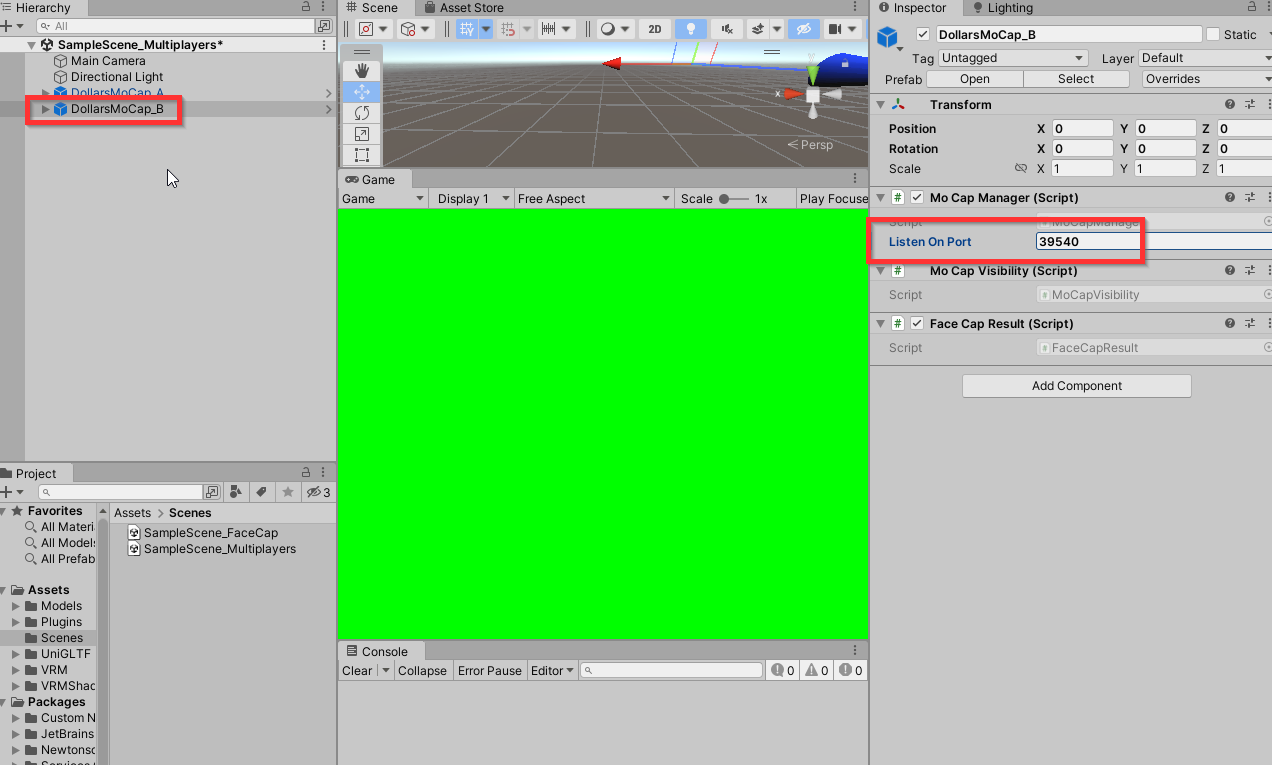 Hierarchy
All
SampleScene_Multiplayers*
Main Camera
Directional Light
DollarsMoCap_A
DollarsMoCap_B
Scene
Asset Store
2D
Persp
Game
Game
Display 1
Free Aspect
Scale
1x
Play Focuse
Console
Clear
Collapse
Error Pause
Editor
0
0
0
Inspector
Lighting
DollarsMoCap_B
Static
Tag
Untagged
Layer
Default
Prefab
Open
Select
Overrides
Transform
Position
X
0
Y
0
Z
0
Rotation
X
0
Y
0
Z
0
Scale
X
1
Y
1
Z
1
# Mo Cap Manager (Script)
Script
MoCapManage
Listen On Port
39540
# Mo Cap Visibility (Script)
Script
# MoCapVisibility
# Face Cap Result (Script)
Script
# FaceCapResult
Add Component
Project
3
Favorites
All Materi
All Models
All Prefab
Assets
Models
Plugins
Scenes
UniGLTF
VRM
VRMShad
Packages
Custom N
JetBrains
Newtonso
Assets > Scenes
SampleScene_FaceCap
SampleScene_Multiplayers